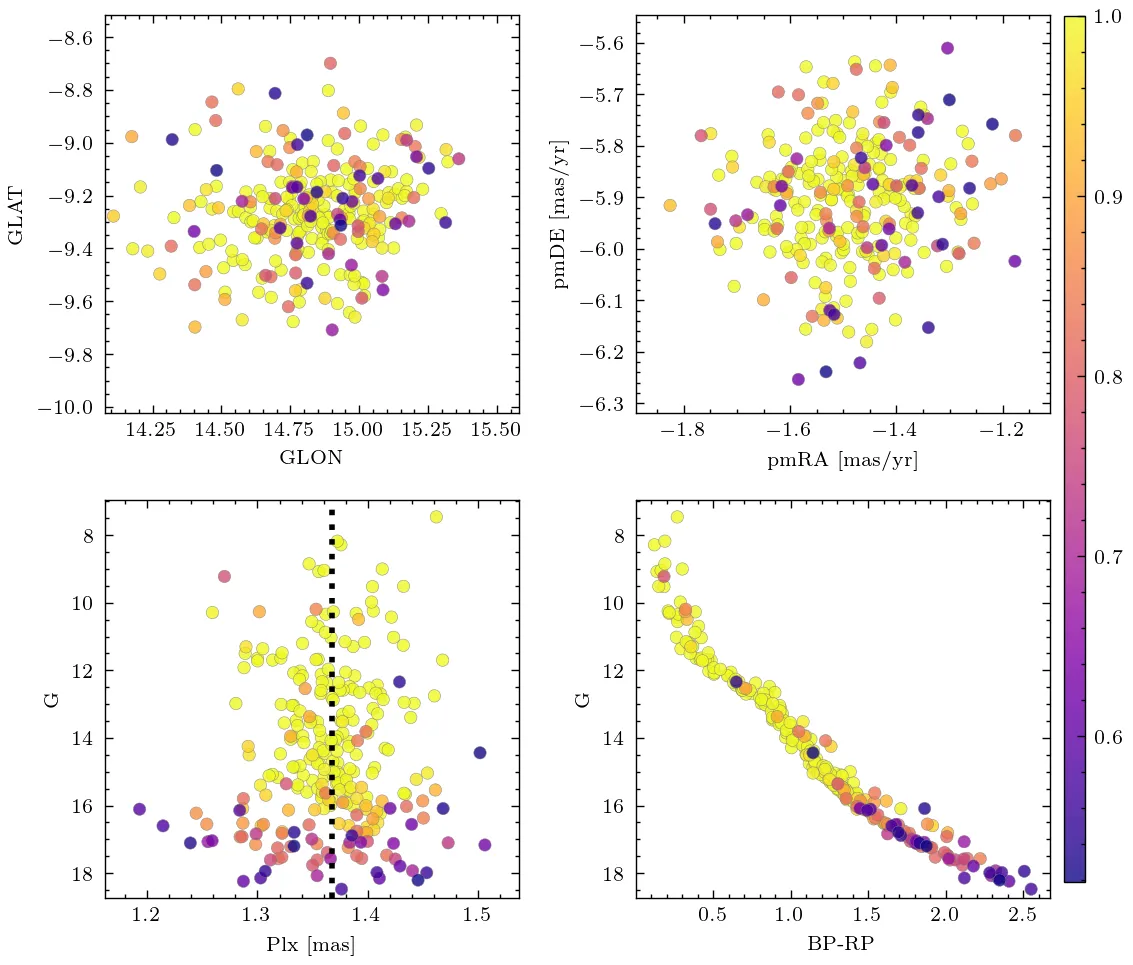 −8.6
−8.8
−9.0
−9.2
−9.4
−9.6
−9.8
−10.0
GLAT
14.25 14.50 14.75 15.00 15.25 15.50
GLON
−5.6
−5.7
−5.8
−5.9
−6.0
−6.1
−6.2
−6.3
pmDE [mas/yr]
−1.8 −1.6 −1.4 −1.2
pmRA [mas/yr]
1.0
0.9
0.8
0.7
0.6
8
10
12
14
16
18
G
1.2 1.3 1.4 1.5
Plx [mas]
8
10
12
14
16
18
G
0.5 1.0 1.5 2.0 2.5
BP-RP